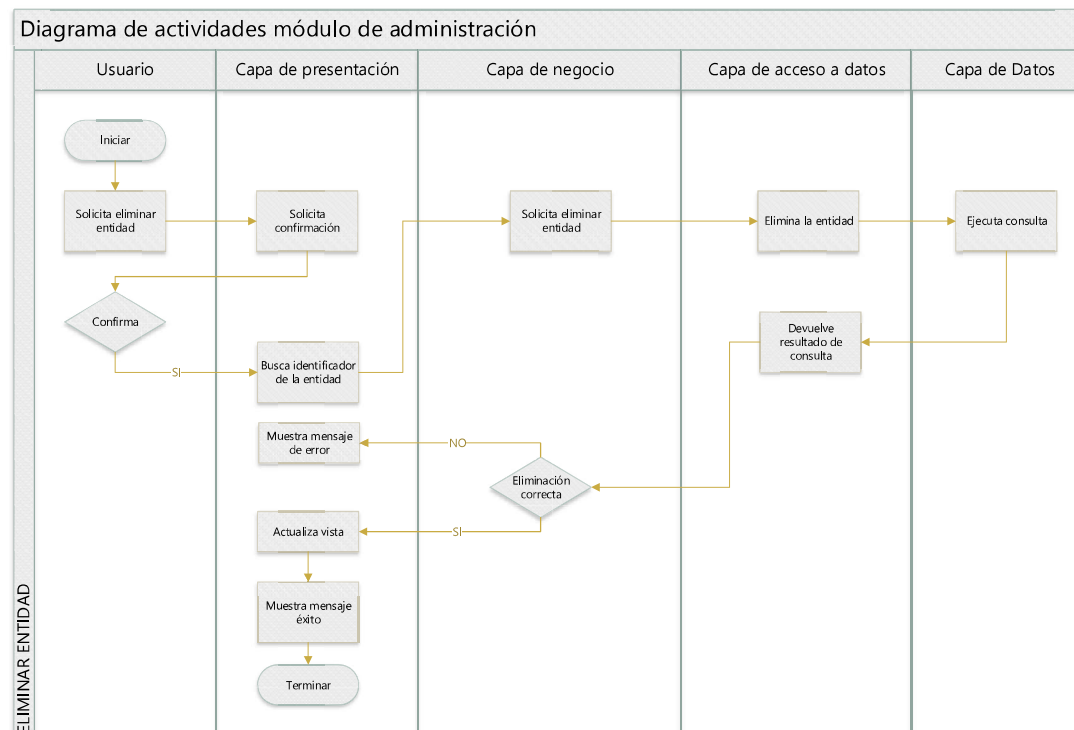 Diagrama de actividades módulo de administración
Usuario
Capa de presentación
Capa de negocio
Capa de acceso a datos
Capa de Datos
Iniciar
Solicita eliminar
entidad
Solicita
confirmación
Solicita eliminar
entidad
Elimina la entidad
Ejecuta consulta
Confirma
Devuelve
resultado de
consulta
SI
Busca identificador
de la entidad
Muestra mensaje
de error
NO
Eliminación
correcta
Actualiza vista
SI
Muestra mensaje
éxito
Terminar
ELIMINAR ENTIDAD